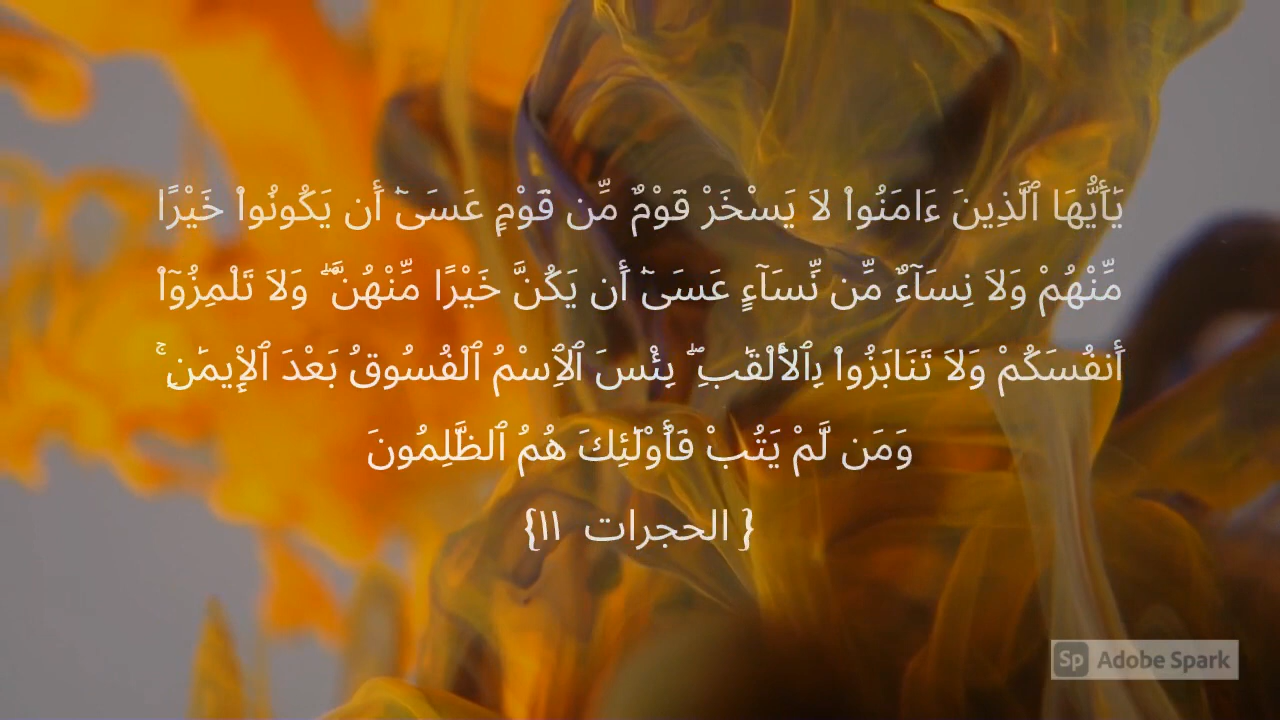 يَٰٓأَيُّهَا ٱلَّذِينَ ءَامَنُوا۟ لَا يَسْخَرْ قَوْمٌ مِّن قَوْمٍ عَسَىٰٓ أَن يَكُونُوا۟ خَيْرًا
مِّنْهُمْ وَلَا نِسَآءٌ مِّن نِّسَآءٍ عَسَىٰٓ أَن يَكُنَّ خَيْرًا مِّنْهُنَّ ۖ وَلَا تَلْمِزُوٓا۟
أَنفُسَكُمْ وَلَا تَنَابَزُوا۟ بِٱلْأَلْقَٰبِ ۖ بِئْسَ ٱلِٱسْمُ ٱلْفُسُوقُ بَعْدَ ٱلْإِيمَٰنِ ۚ
وَمَن لَّمْ يَتُبْ فَأُو۟لَٰٓئِكَ هُمُ ٱلظَّٰلِمُونَ
{ الحجرات ١١}
Sp Adobe Spark